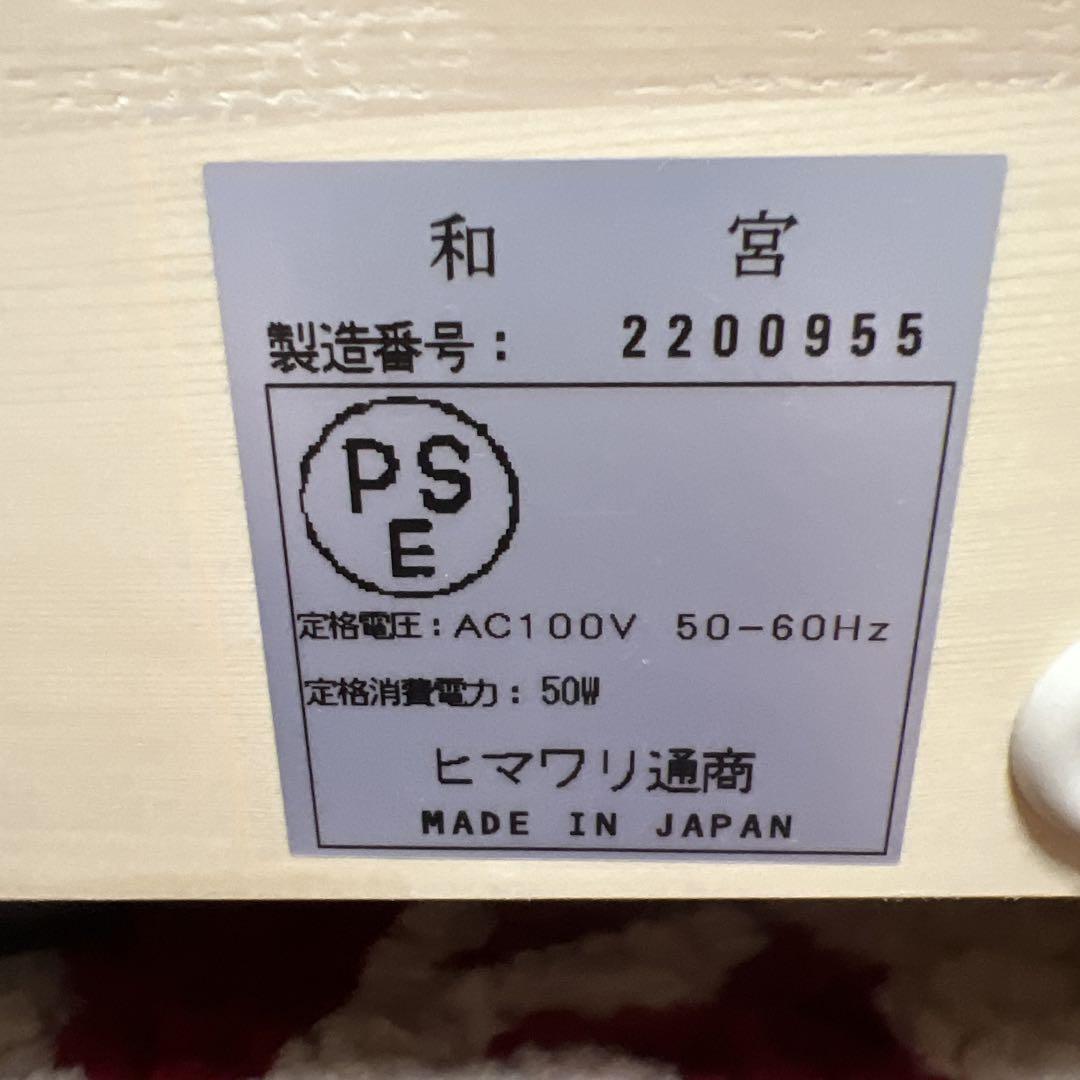 和 宮
製造番号: 2200955
PS
E
定格電圧:AC100V 50-60Hz
定格消費電力: 50W
ヒマワリ通商
MADE IN JAPAN